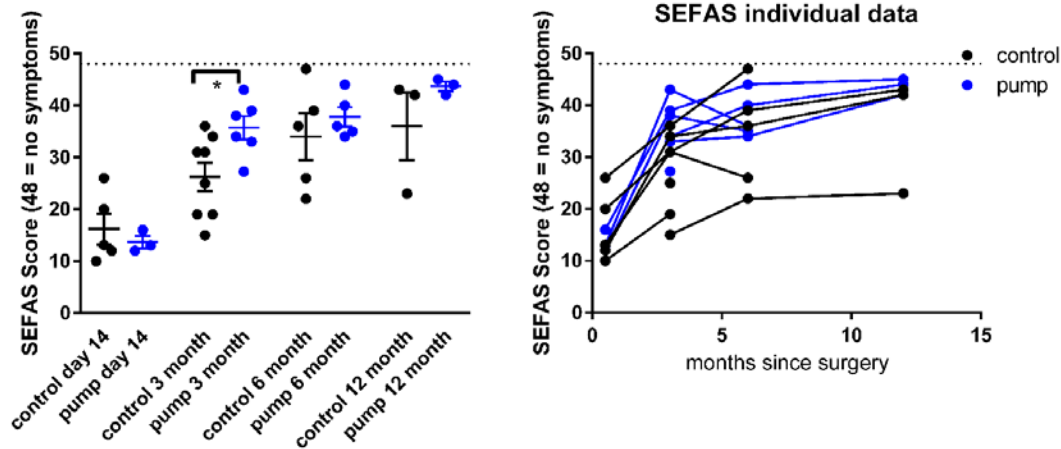 SEFAS Score (48 = no symptoms)
50
40
30
20
10
0
*
control day 14
pump day 14
control 3 month
pump 3 month
control 6 month
pump 6 month
control 12 month
pump 12 month
SEFAS individual data
SEFAS Score (48 = no symptoms)
50
40
30
20
10
0
0 5 10 15
months since surgery
control
pump